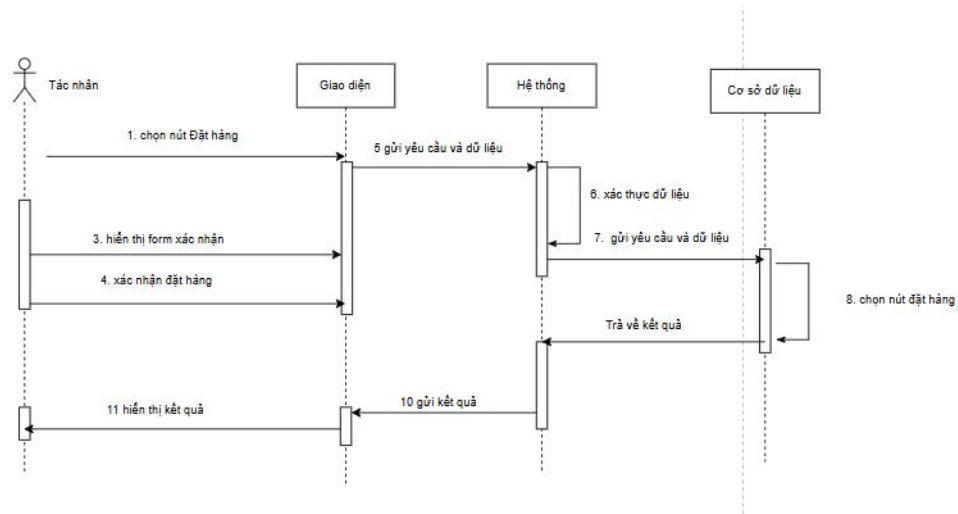 Tác nhân
Giao diện
Hệ thống
Cơ sở dữ liệu
1. chọn nút Đặt hàng
5 gửi yêu cầu và dữ liệu
6. xác thực dữ liệu
3. hiển thị form xác nhận
7. gửi yêu cầu và dữ liệu
4. xác nhận đặt hàng
8. chọn nút đặt hàng
Trả về kết quả
11 hiển thị kết quả
10 gửi kết quả